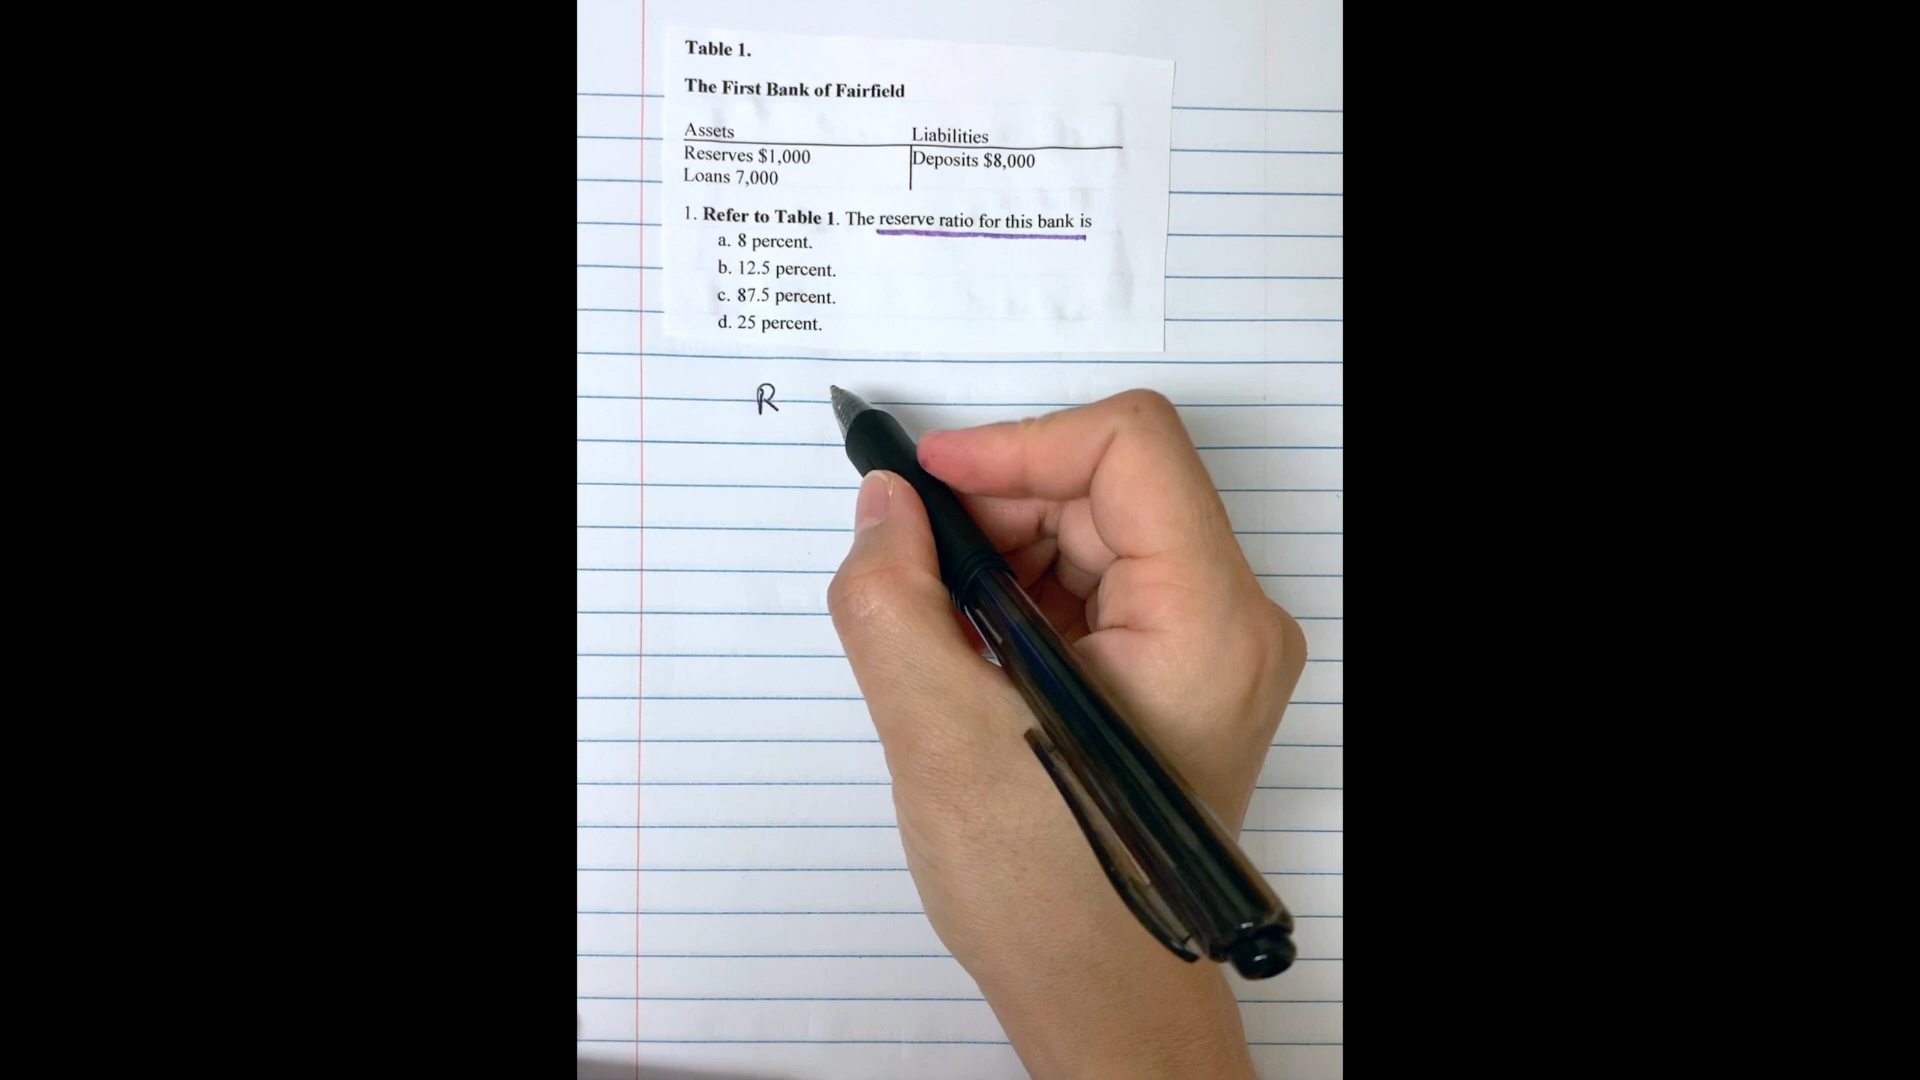 Table 1.
The First Bank of Fairfield
Assets Liabilities
Reserves $1,000 Deposits $8,000
Loans 7,000
1. Refer to Table 1. The reserve ratio for this bank is
a. 8 percent.
b. 12.5 percent.
c. 87.5 percent.
d. 25 percent.
R